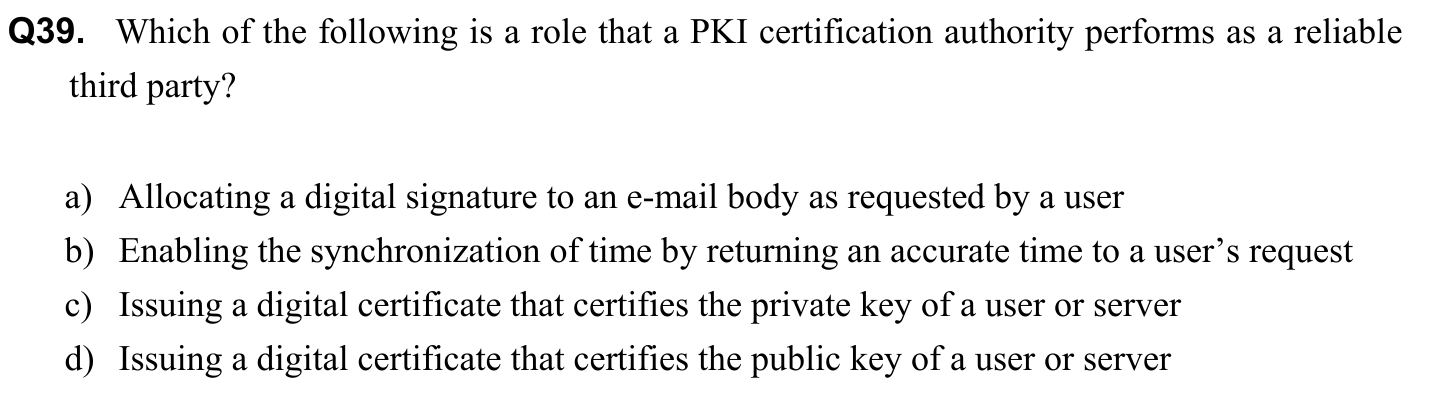 Q39. Which of the following is a role that a PKI certification authority performs as a reliable
third party?
a) Allocating a digital signature to an e-mail body as requested by a user
b) Enabling the synchronization of time by returning an accurate time to a user’s request
c) Issuing a digital certificate that certifies the private key of a user or server
d) Issuing a digital certificate that certifies the public key of a user or server